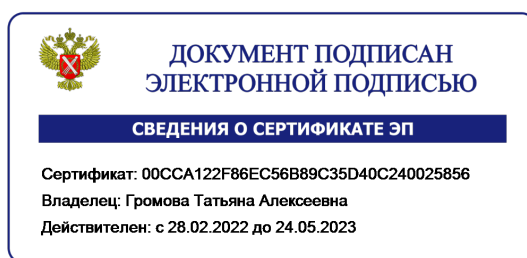 ДОКУМЕНТ ПОДПИСАН
ЭЛЕКТРОННОЙ ПОДПИСЬЮ
СВЕДЕНИЯ О СЕРТИФИКАТЕ ЭП
Сертификат: 00CCA122F86EC56B89C35D40C240025856
Владелец: Громова Татьяна Алексеевна
Действителен: с 28.02.2022 до 24.05.2023